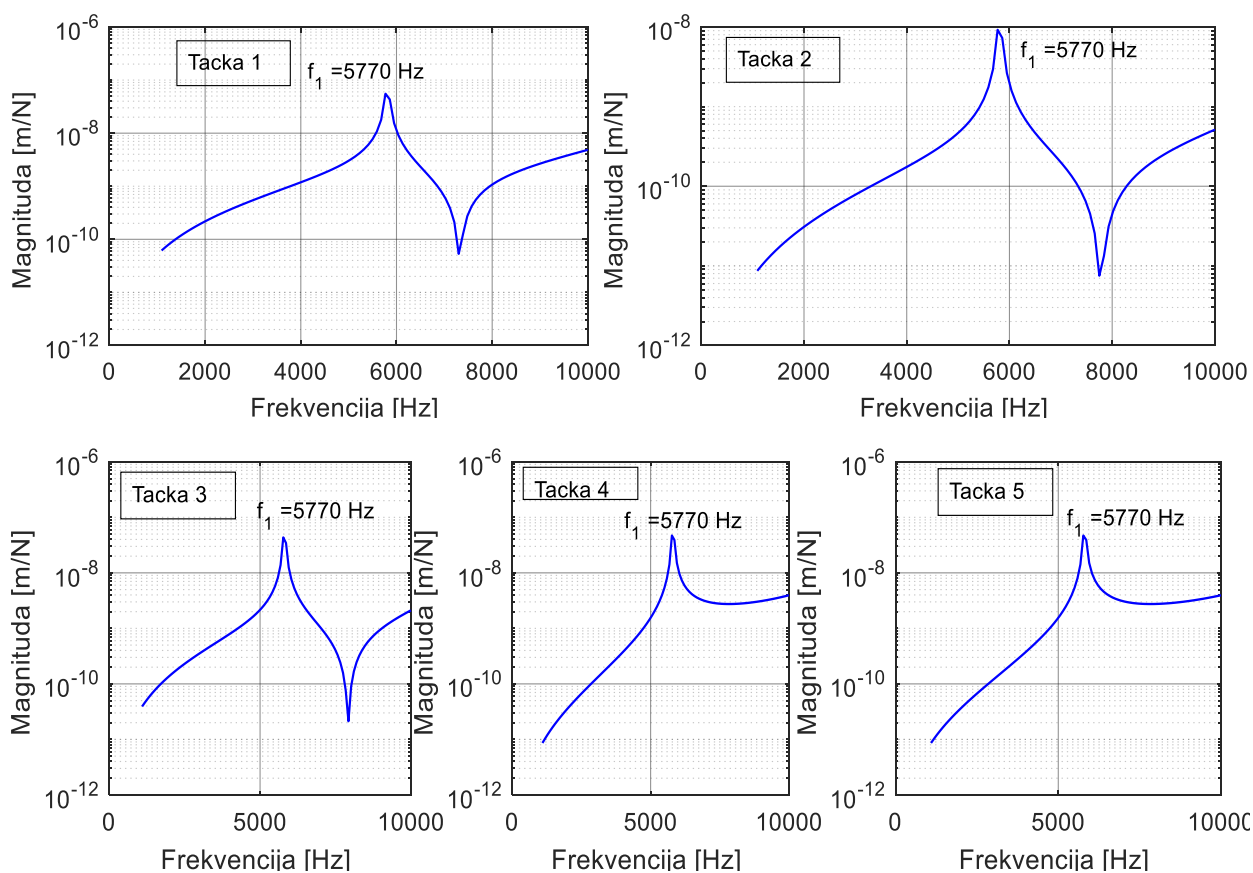 10^-6
10^-8
10^-10
10^-12
Magnituda [m/N]
Tacka 1
f_1 =5770 Hz
0 2000 4000 6000 8000 10000
Frekvencija [Hz]
10^-8
10^-10
10^-12
Magnituda [m/N]
Tacka 2
f_1 =5770 Hz
0 2000 4000 6000 8000 10000
Frekvencija [Hz]
10^-6
10^-8
10^-10
10^-12
Magnituda [m/N]
Tacka 3
f_1 =5770 Hz
0 5000 10000
Frekvencija [Hz]
10^-6
10^-8
10^-10
10^-12
Magnituda [m/N]
Tacka 4
f_1 =5770 Hz
0 5000 10000
Frekvencija [Hz]
10^-6
10^-8
10^-10
10^-12
Magnituda [m/N]
Tacka 5
f_1 =5770 Hz
0 5000 10000
Frekvencija [Hz]